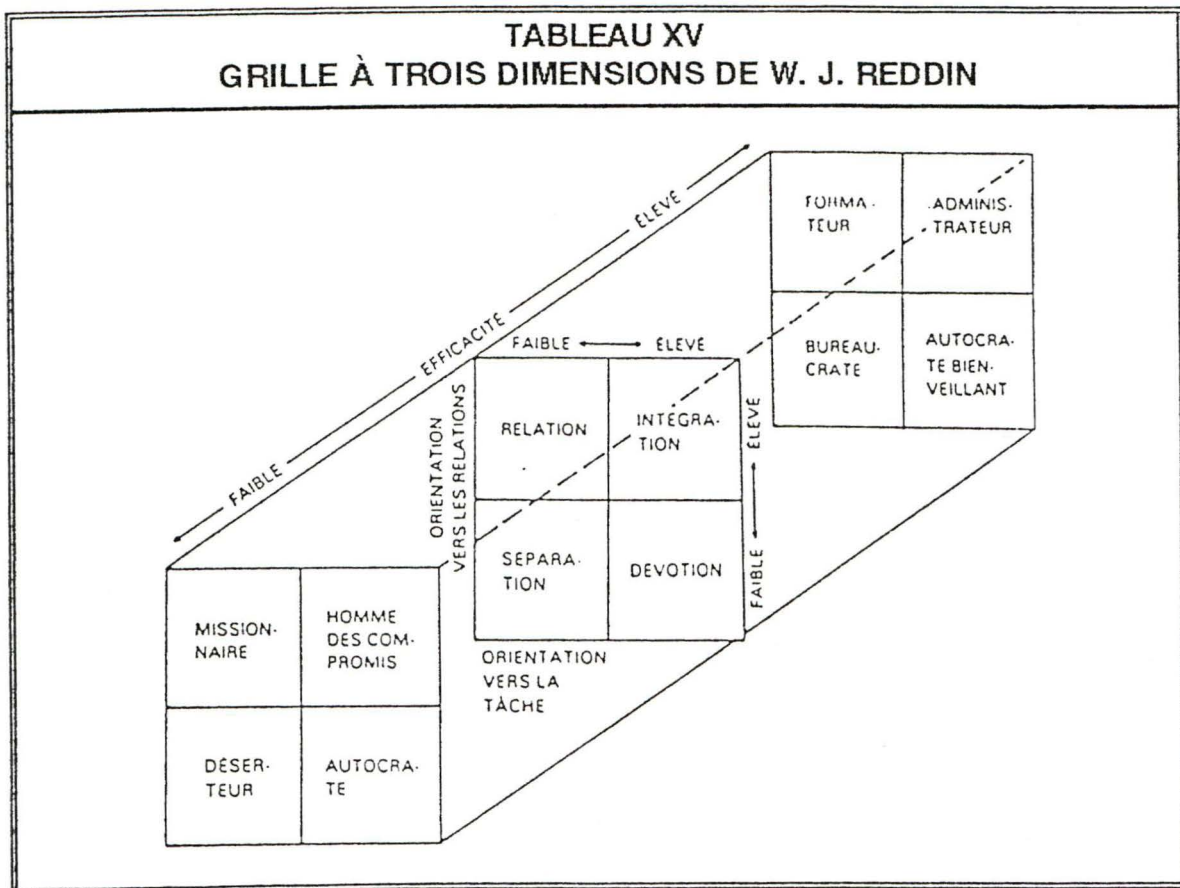 TABLEAU XV
GRILLE À TROIS DIMENSIONS DE W. J. REDDIN
FORMA-
TEUR
ADMINIS-
TRATEUR
BUREAU-
CRATE
AUTOCRA-
TE BIEN-
VEILLANT
FAIBLE
EFFICACITÉ
ÉLEVÉ
FAIBLE ÉLEVÉ
ORIENTATION
VERS LES RELATIONS
RELATION
INTÉGRA-
TION
SÉPARA-
TION
DÉVOTION
ÉLEVÉ
FAIBLE
ORIENTATION
VERS LA
TÂCHE
MISSION-
NAIRE
HOMME
DES COM-
PROMIS
DÉSER-
TEUR
AUTOCRA-
TE